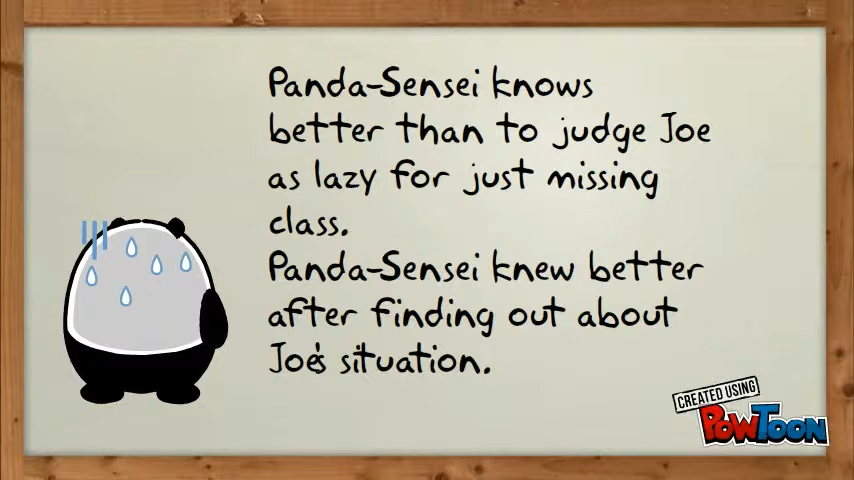 Panda-Sensei knows
better than to judge Joe
as lazy for just missing
class.
Panda-Sensei knew better
after finding out about
Joe's situation.
CREATED USING
POWTOON